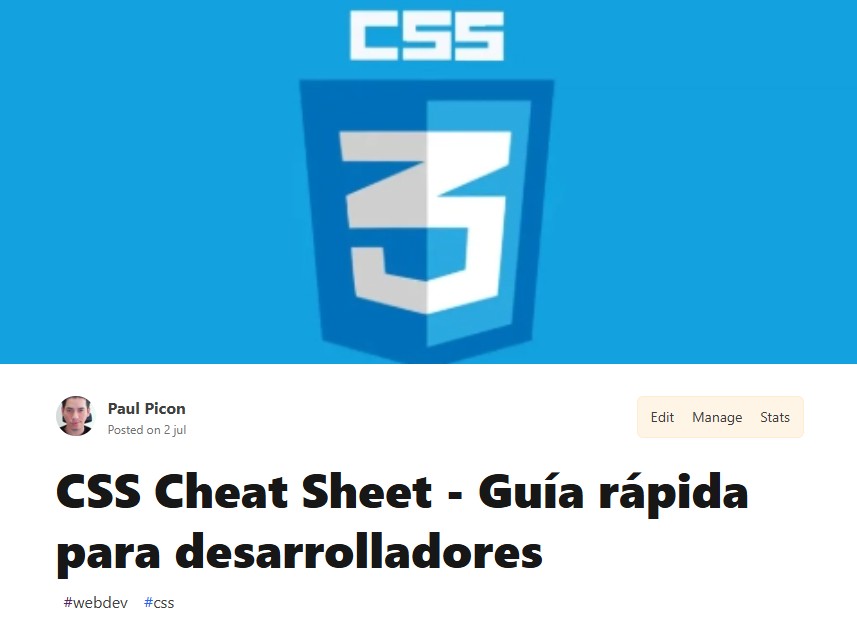 CSS
3
Paul Picon
Posted on 2 jul
Edit Manage Stats
CSS Cheat Sheet - Guía rápida
para desarrolladores
#webdev #css